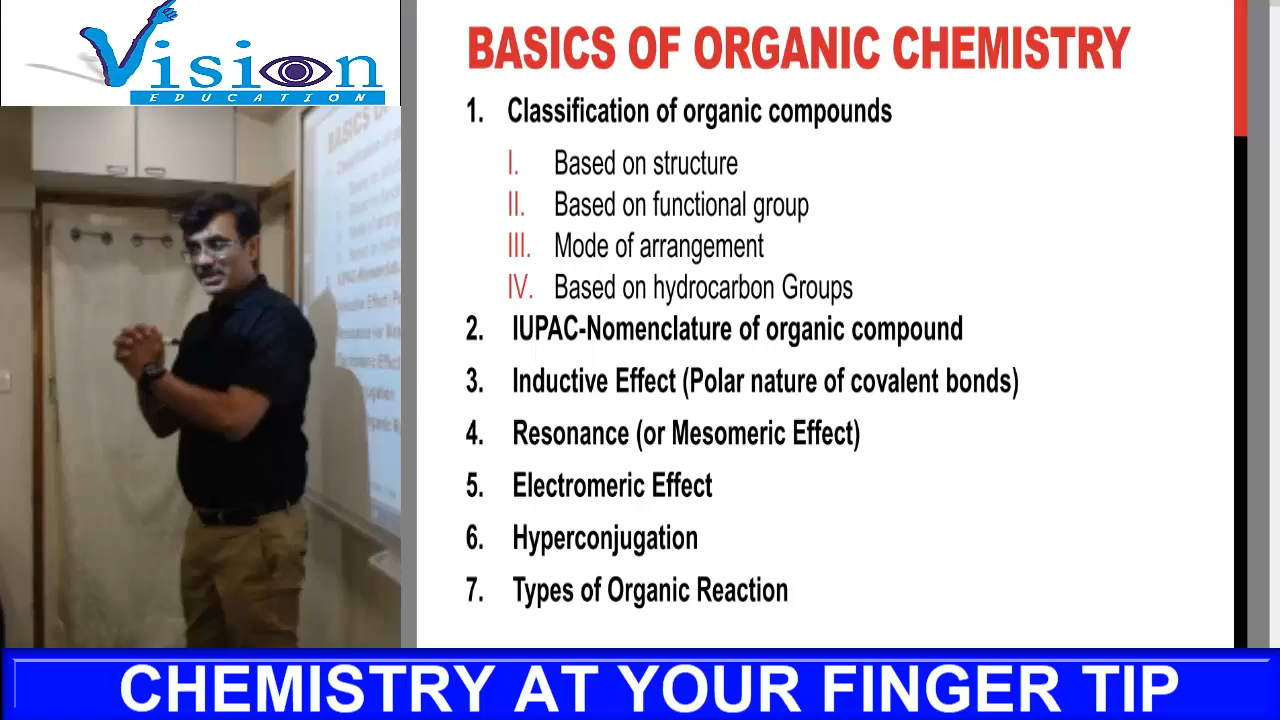 Vision
EDUCATION
BASICS OF ORGANIC CHEMISTRY
1. Classification of organic compounds
I. Based on structure
II. Based on functional group
III. Mode of arrangement
IV. Based on hydrocarbon Groups
2. IUPAC-Nomenclature of organic compound
3. Inductive Effect (Polar nature of covalent bonds)
4. Resonance (or Mesomeric Effect)
5. Electromeric Effect
6. Hyperconjugation
7. Types of Organic Reaction
BASICS OF
CHEMISTRY AT YOUR FINGER TIP